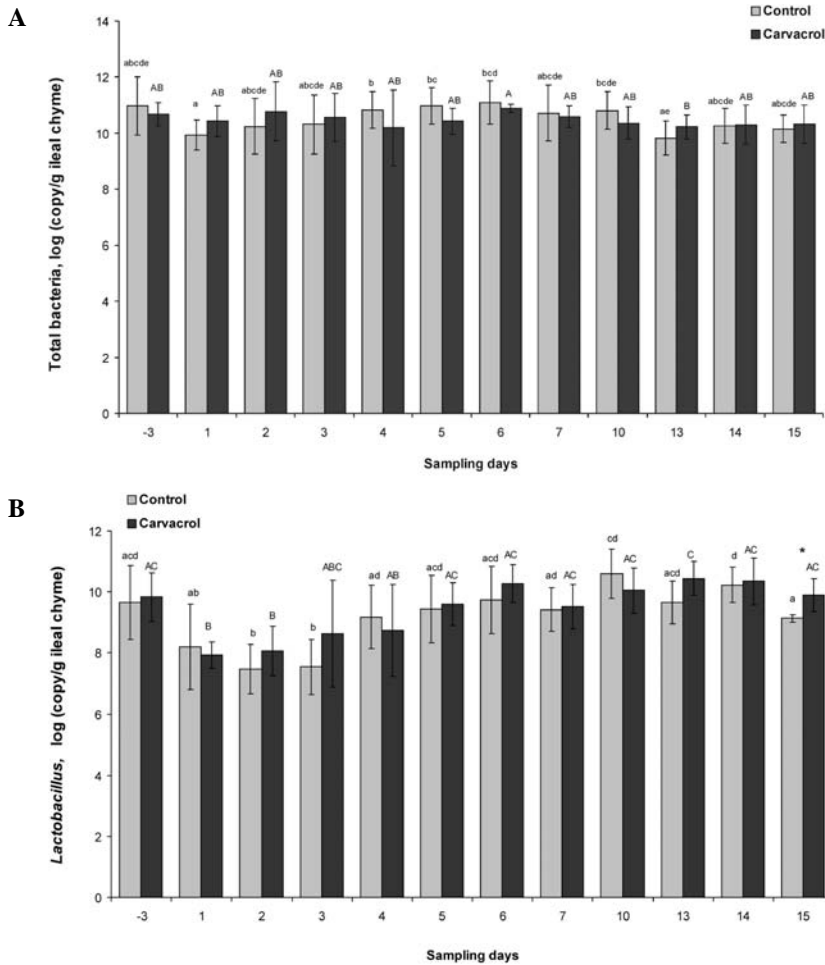 A
Control
Carvacrol
Total bacteria, log (copy/g ileal chyme)
14
12
10
8
6
4
2
0
abcde AB a AB abcde AB abcde AB b AB bc AB bcd A abcde AB bcde AB ae B abcde AB abcde AB
-3 1 2 3 4 5 6 7 10 13 14 15
Sampling days
B
Control
Carvacrol
Lactobacillus, log (copy/g ileal chyme)
12
10
8
6
4
2
0
acd AC ab B b B b ABC ad AB acd AC acd AC ad AC cd AC acd C d AC a * AC
-3 1 2 3 4 5 6 7 10 13 14 15
Sampling days